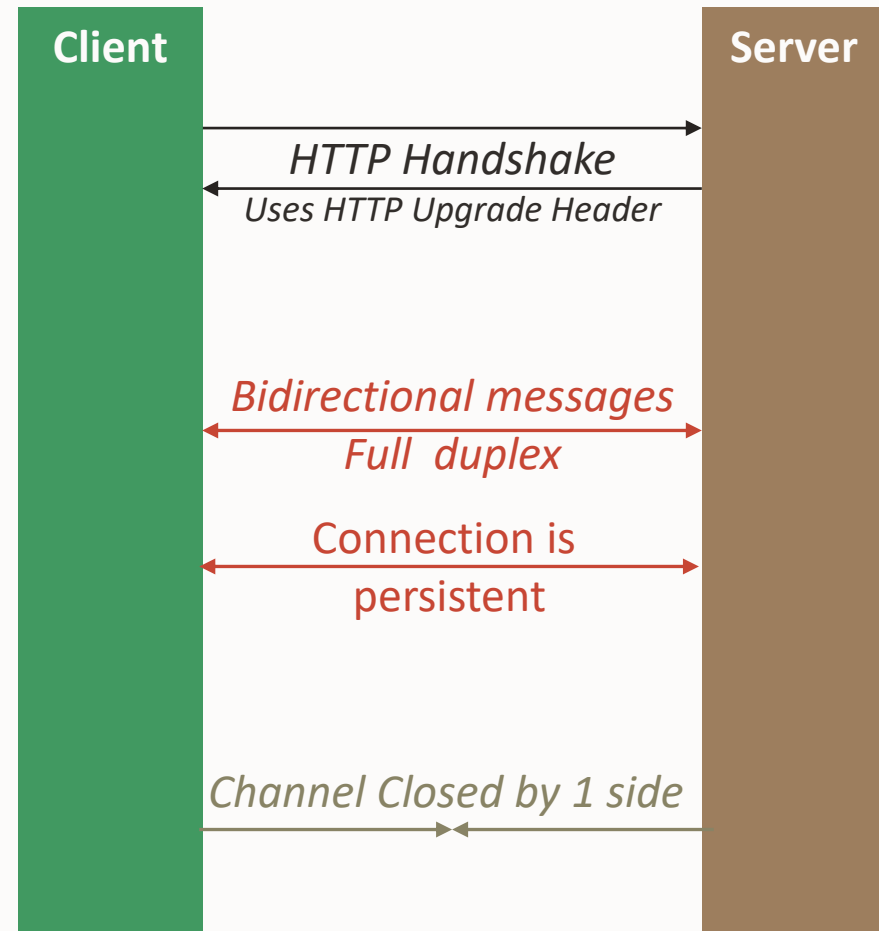 Client
Server
HTTP Handshake
Uses HTTP Upgrade Header
Bidirectional messages
Full duplex
Connection is
persistent
Channel Closed by 1 side